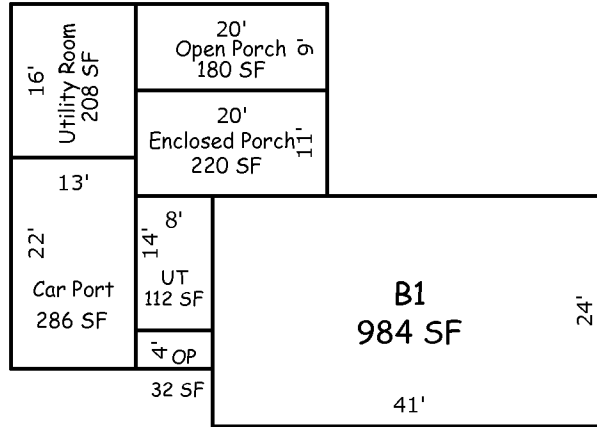 16'
Utility Room
208 SF
20'
Open Porch
180 SF
9'
20'
Enclosed Porch
220 SF
11'
13'
22'
Car Port
286 SF
8'
14'
UT
112 SF
4'
OP
32 SF
B1
984 SF
24'
41'